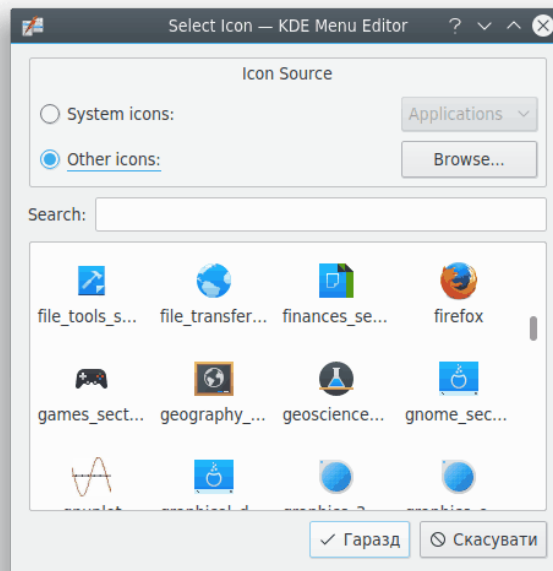 Select Icon — KDE Menu Editor
Icon Source
System icons:
Applications
Other icons:
Browse...
Search:
file_tools_s... file_transfer... finances_se... firefox
games_sect... geography_... geoscience... gnome_sec...
✓ Гаразд
Скасувати